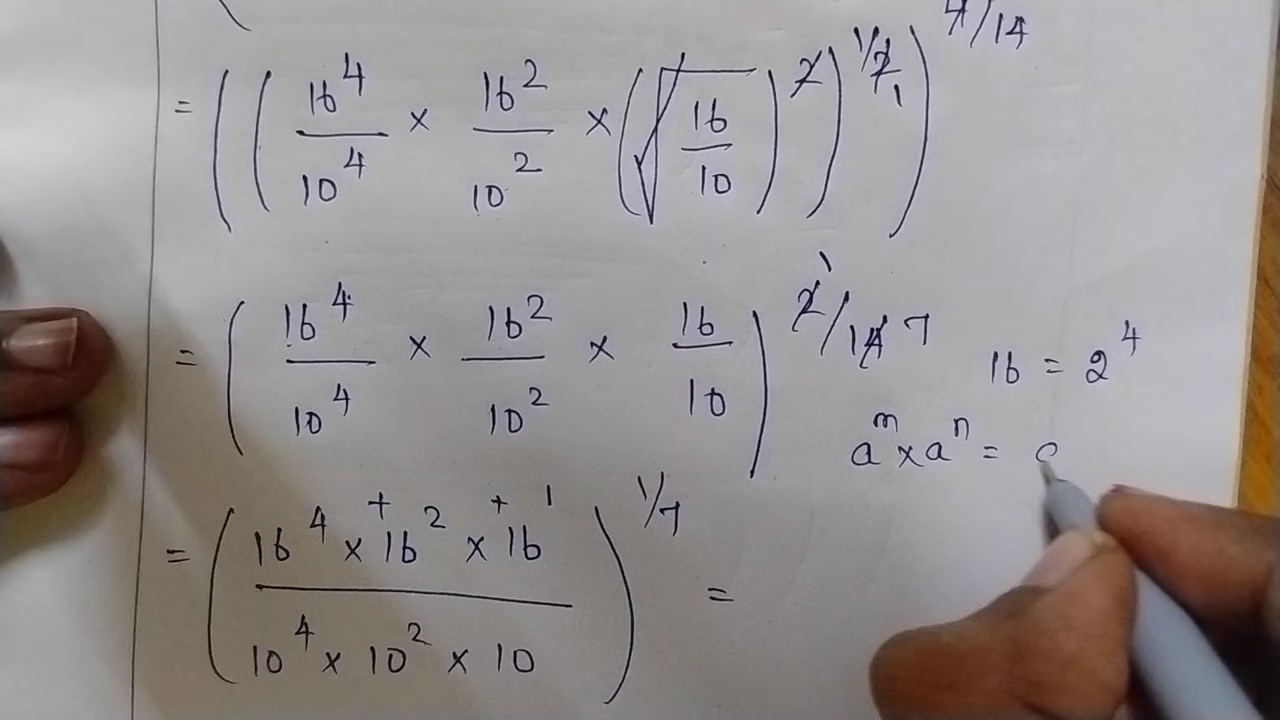 = ((16^4/10^4 × 16^2/10^2 × (√16/10)^2)^1/2)^4/14
= (16^4/10^4 × 16^2/10^2 × 16/10)^2/14 7
16 = 2^4
a^m × a^n = a
= (16^4 × 16^2 × 16^1 / 10^4 × 10^2 × 10)^1/7 =